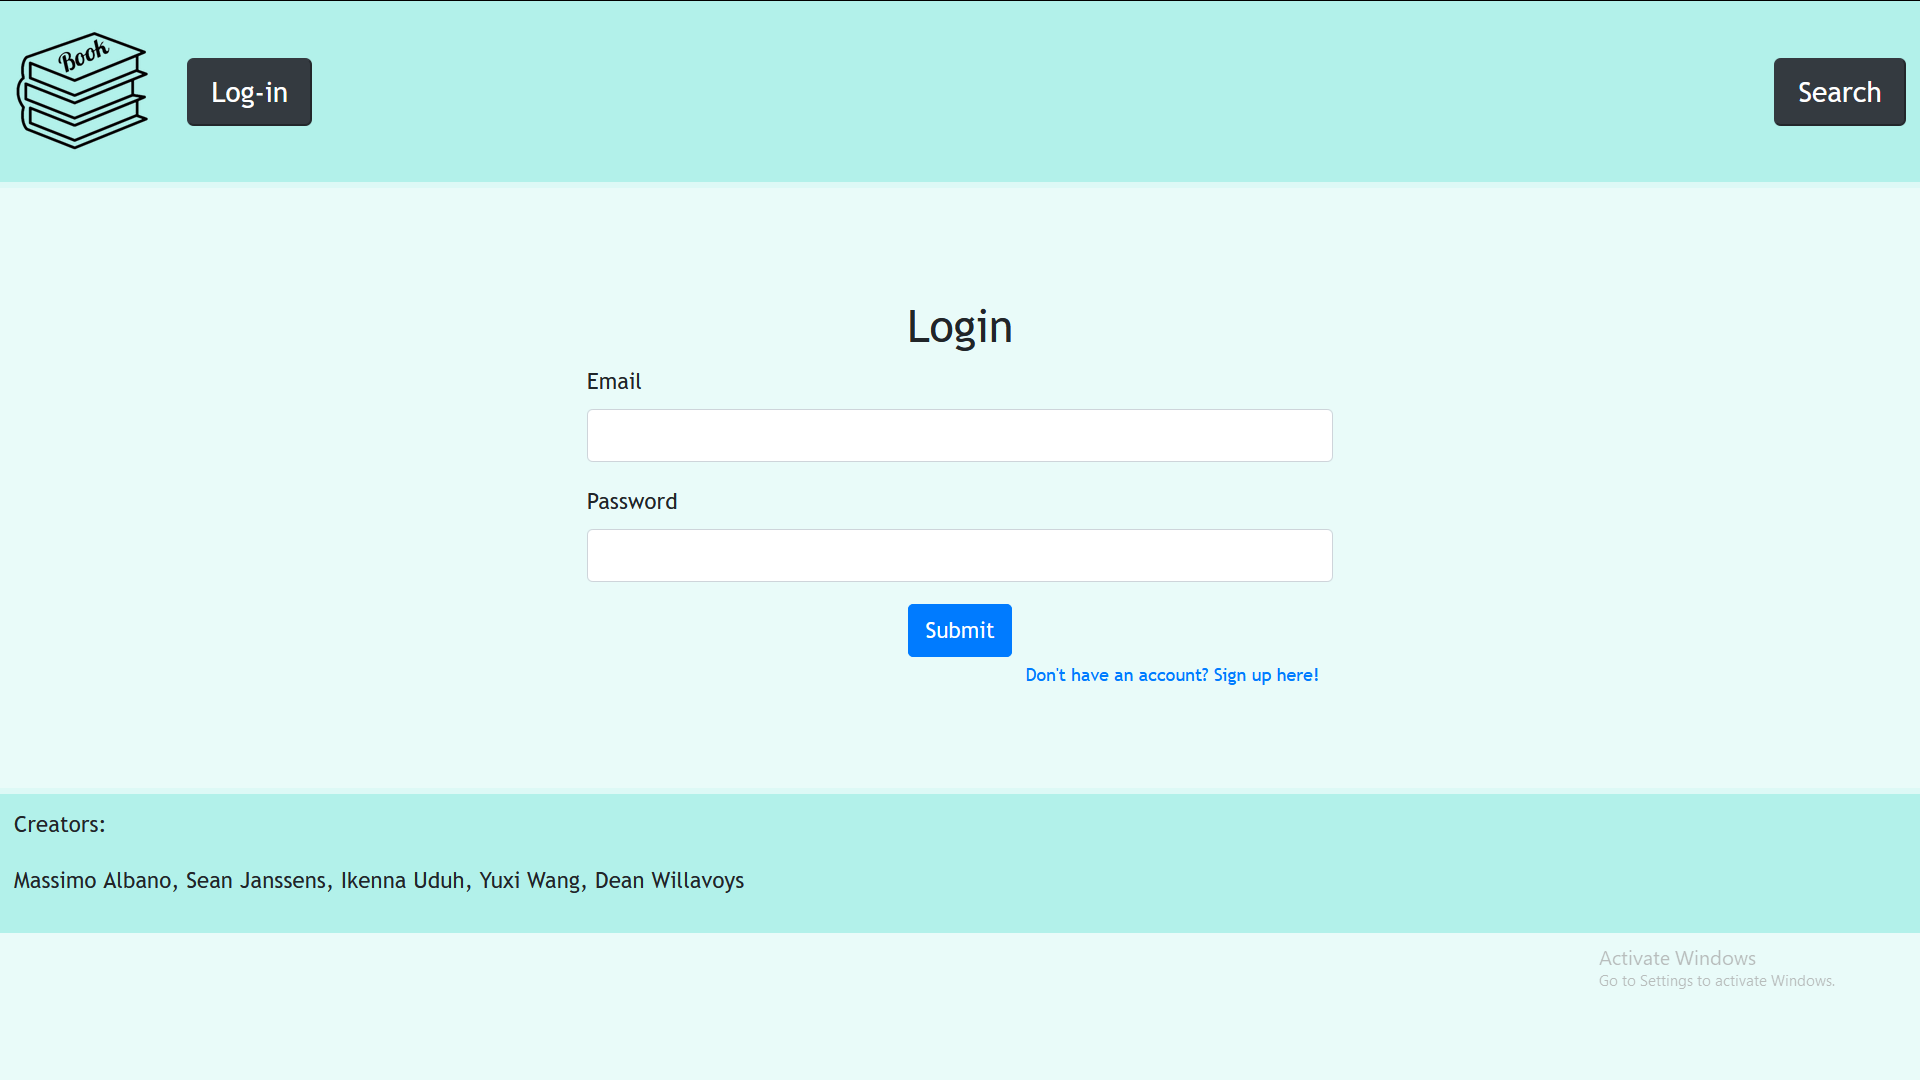 Book
Log-in
Search
Login
Email
Password
Submit
Don't have an account? Sign up here!
Creators:
Massimo Albano, Sean Janssens, Ikenna Uduh, Yuxi Wang, Dean Willavoys
Activate Windows
Go to Settings to activate Windows.